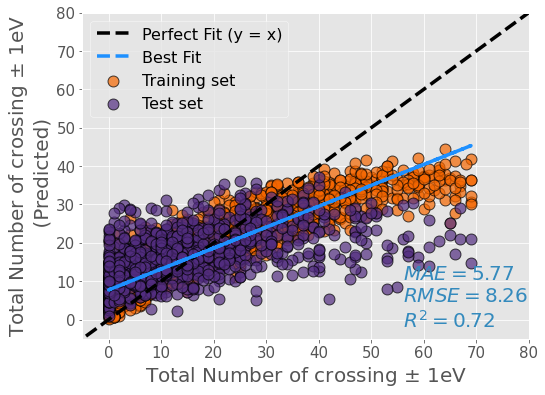 80
70
60
50
40
30
20
10
0
Total Number of crossing ± 1eV
(Predicted)
Perfect Fit (y = x)
Best Fit
Training set
Test set
MAE = 5.77
RMSE = 8.26
R² = 0.72
0 10 20 30 40 50 60 70 80
Total Number of crossing ± 1eV